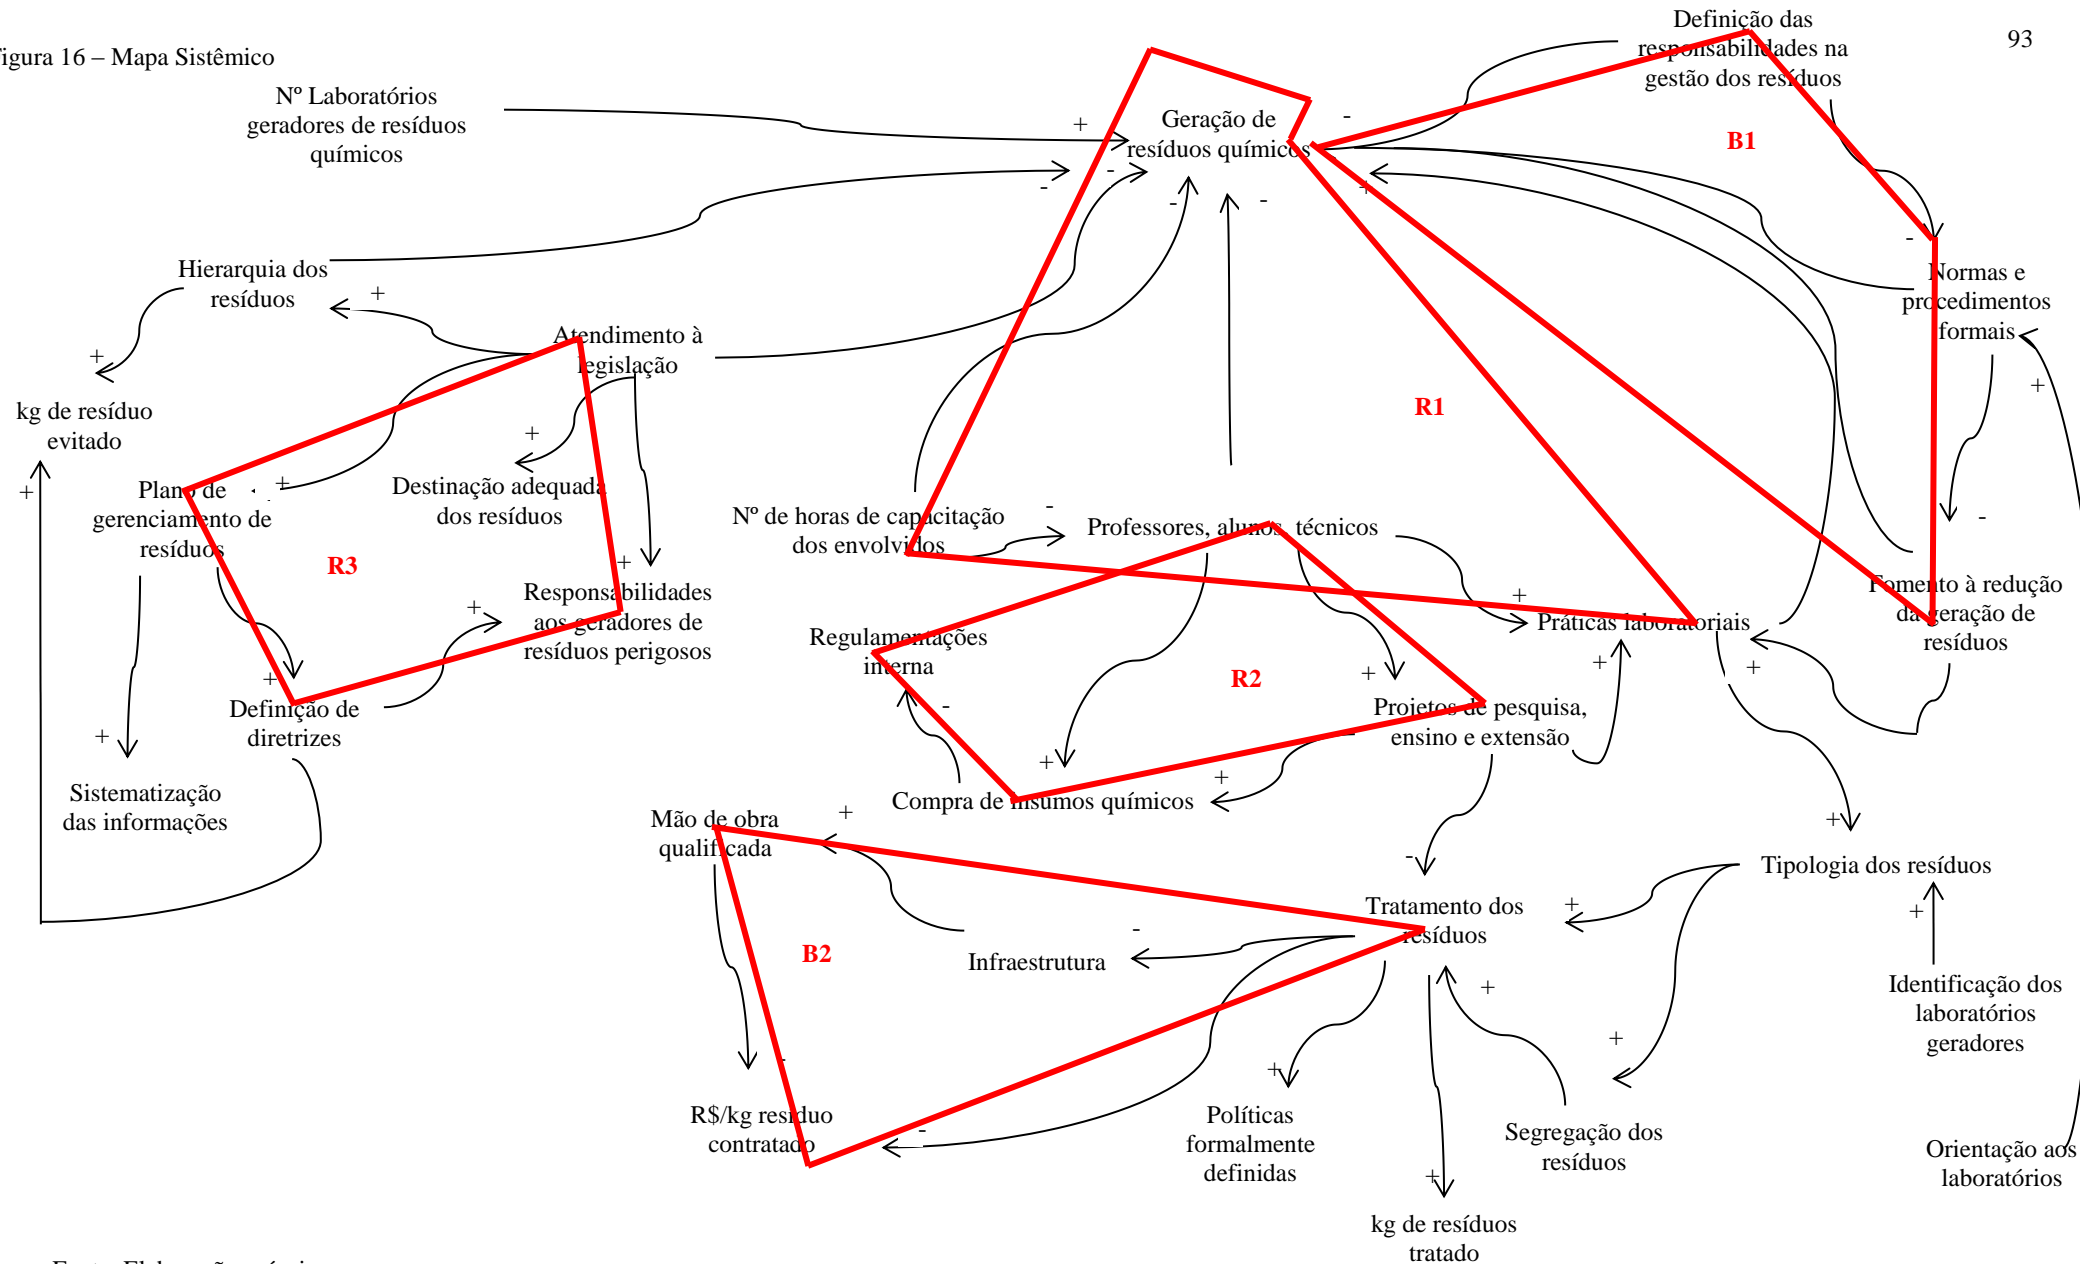 93
igura 16 – Mapa Sistêmico
Definição das
responsabilidades na
gestão dos resíduos
Nº Laboratórios
geradores de resíduos
químicos
+
Geração de
resíduos químicos
-
B1
-
-
-
-
+
-
Hierarquia dos
resíduos
+
Normas e
procedimentos
formais
+
Atendimento à
legislação
+
kg de resíduo
evitado
+
R1
+
Plano de
gerenciamento de
resíduos
+
Destinação adequada
dos resíduos
R3
+
Nº de horas de capacitação
dos envolvidos
-
Professores, alunos, técnicos
-
Responsabilidades
aos geradores de
resíduos perigosos
+
+
Práticas laboratoriais
Fomento à redução
da geração de
resíduos
Regulamentações
interna
R2
+
+
+
-
+
Definição de
diretrizes
Projetos de pesquisa,
ensino e extensão
+
+
+
Sistematização
das informações
Compra de insumos químicos
Mão de obra
qualificada
+
+
-
Tipologia dos resíduos
Tratamento dos
resíduos
+
+
-
B2
Infraestrutura
+
Identificação dos
laboratórios
geradores
+
-
+
R$/kg resíduo
contratado
-
Políticas
formalmente
definidas
Segregação dos
resíduos
Orientação aos
laboratórios
+
kg de resíduos
tratado